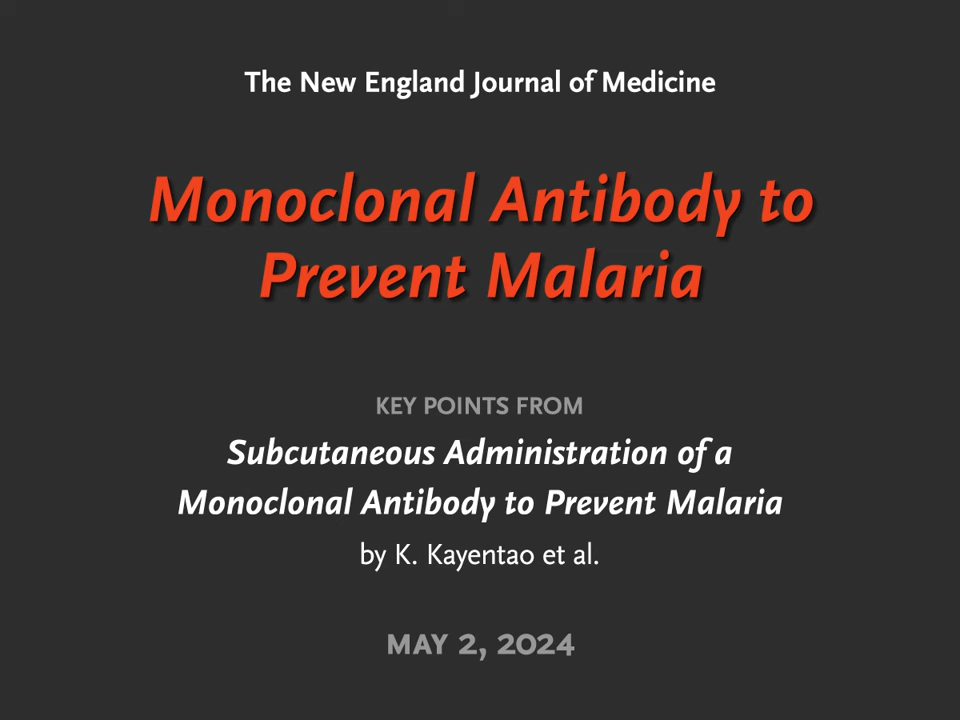 The New England Journal of Medicine
Monoclonal Antibody to
Prevent Malaria
KEY POINTS FROM
Subcutaneous Administration of a
Monoclonal Antibody to Prevent Malaria
by K. Kayentao et al.
MAY 2, 2024